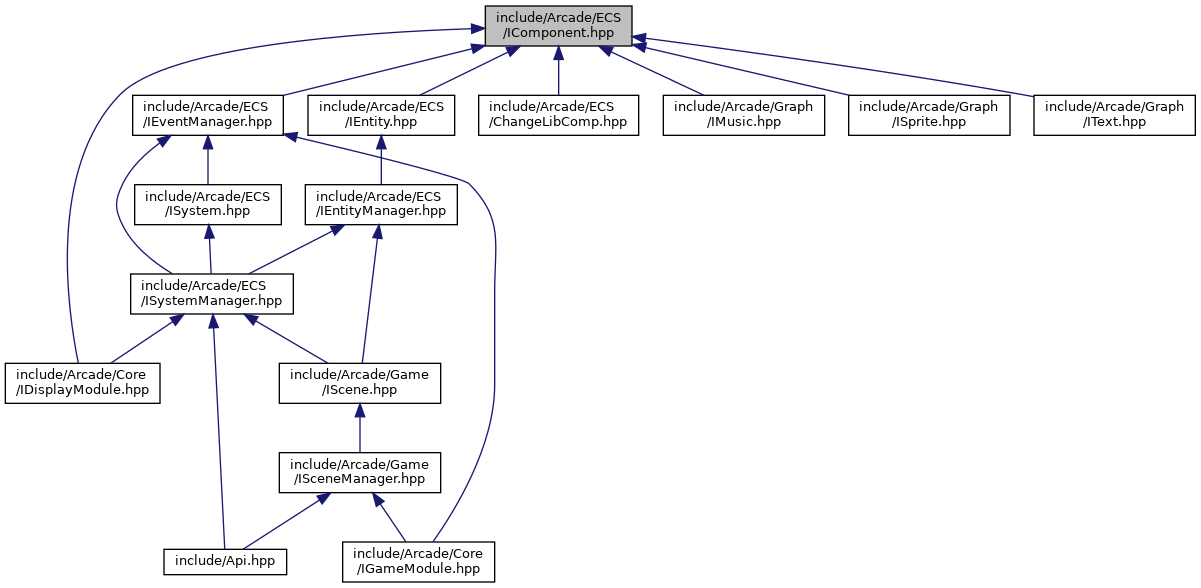 include/Arcade/ECS
/IComponent.hpp
include/Arcade/ECS
/IEventManager.hpp
include/Arcade/ECS
/IEntity.hpp
include/Arcade/ECS
/ChangeLibComp.hpp
include/Arcade/Graph
/IMusic.hpp
include/Arcade/Graph
/ISprite.hpp
include/Arcade/Graph
/IText.hpp
include/Arcade/ECS
/ISystem.hpp
include/Arcade/ECS
/IEntityManager.hpp
include/Arcade/ECS
/ISystemManager.hpp
include/Arcade/Core
/IDisplayModule.hpp
include/Arcade/Game
/IScene.hpp
include/Arcade/Game
/ISceneManager.hpp
include/Api.hpp
include/Arcade/Core
/IGameModule.hpp